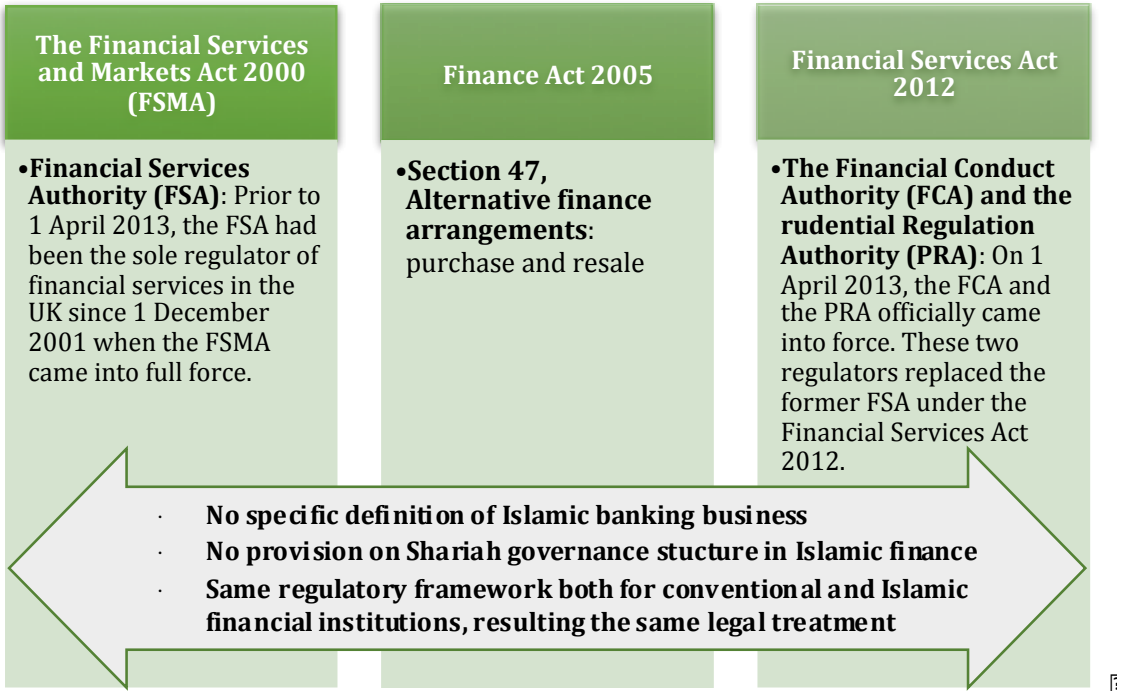 The Financial Services
and Markets Act 2000
(FSMA)
•Financial Services
Authority (FSA): Prior to
1 April 2013, the FSA had
been the sole regulator of
financial services in the
UK since 1 December
2001 when the FSMA
came into full force.
Finance Act 2005
•Section 47,
Alternative finance
arrangements:
purchase and resale
Financial Services Act
2012
•The Financial Conduct
Authority (FCA) and the
rudential Regulation
Authority (PRA): On 1
April 2013, the FCA and
the PRA officially came
into force. These two
regulators replaced the
former FSA under the
Financial Services Act
2012.
· No specific definition of Islamic banking business
· No provision on Shariah governance stucture in Islamic finance
· Same regulatory framework both for conventional and Islamic
financial institutions, resulting the same legal treatment